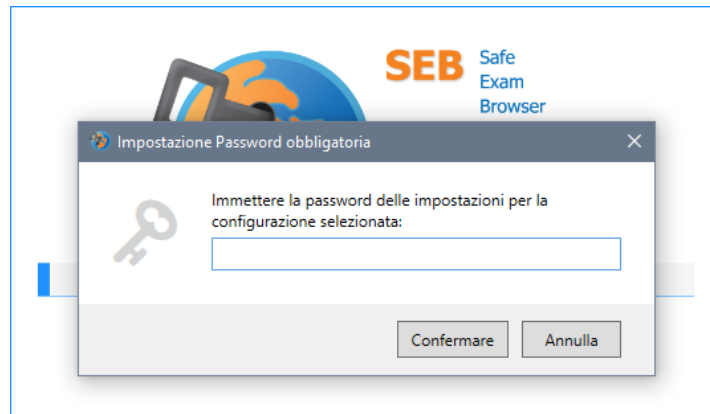 SEB
Safe
Exam
Browser
Impostazione Password obbligatoria
Immettere la password delle impostazioni per la
configurazione selezionata:
Confermare
Annulla